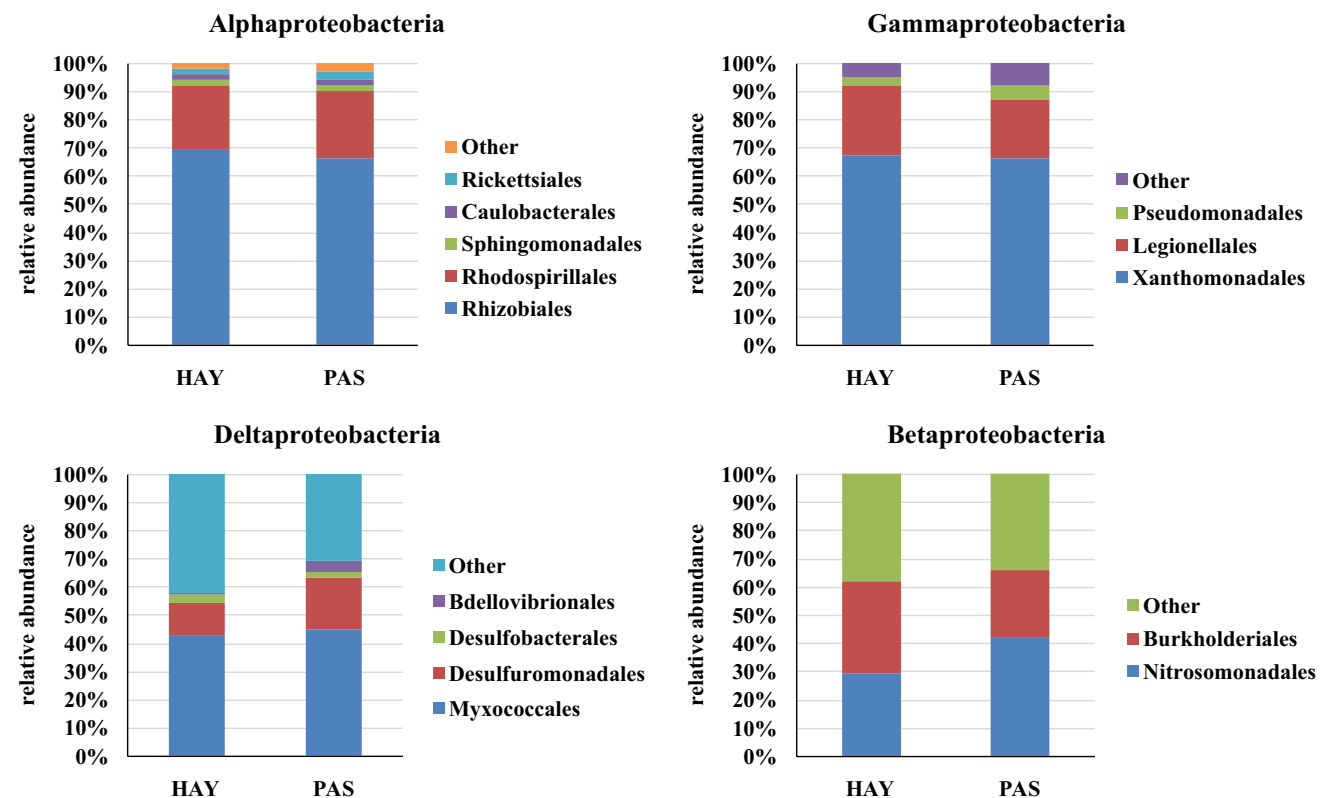 Alphaproteobacteria
relative abundance
100%
90%
80%
70%
60%
50%
40%
30%
20%
10%
0%
HAY PAS
Other
Rickettsiales
Caulobacterales
Sphingomonadales
Rhodospirillales
Rhizobiales
Gammaproteobacteria
relative abundance
100%
90%
80%
70%
60%
50%
40%
30%
20%
10%
0%
HAY PAS
Other
Pseudomonadales
Legionellales
Xanthomonadales
Deltaproteobacteria
relative abundance
100%
90%
80%
70%
60%
50%
40%
30%
20%
10%
0%
HAY PAS
Other
Bdellovibrionales
Desulfobacterales
Desulfuromonadales
Myxococcales
Betaproteobacteria
relative abundance
100%
90%
80%
70%
60%
50%
40%
30%
20%
10%
0%
HAY PAS
Other
Burkholderiales
Nitrosomonadales